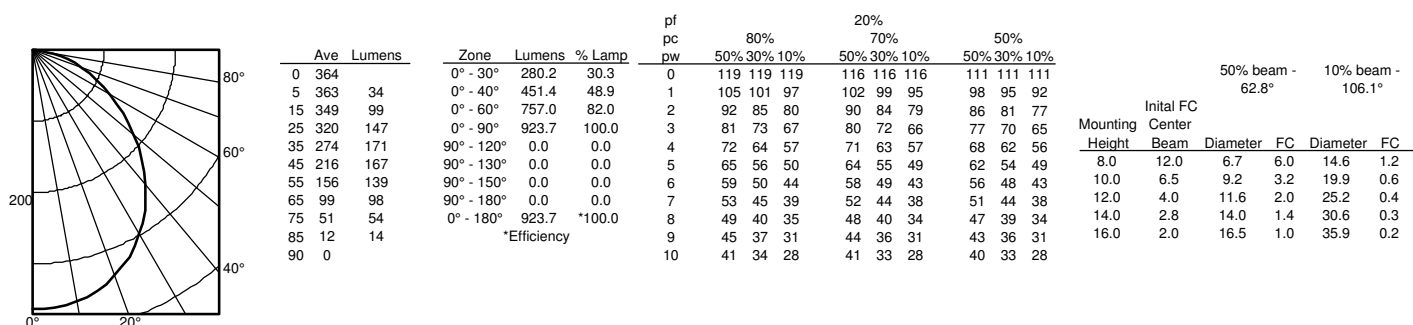 80°
60°
200
40°
0° 20°
Ave Lumens
0 364
5 363 34
15 349 99
25 320 147
35 274 171
45 216 167
55 156 139
65 99 98
75 51 54
85 12 14
90 0
Zone Lumens % Lamp
0° - 30° 280.2 30.3
0° - 40° 451.4 48.9
0° - 60° 757.0 82.0
0° - 90° 923.7 100.0
90° - 120° 0.0 0.0
90° - 130° 0.0 0.0
90° - 150° 0.0 0.0
90° - 180° 0.0 0.0
0° - 180° 923.7 *100.0
*Efficiency
pf 20%
pc 80% 70% 50%
pw 50% 30% 10% 50% 30% 10% 50% 30% 10%
0 119 119 119 116 116 116 111 111 111
1 105 101 97 102 99 95 98 95 92
2 92 85 80 90 84 79 86 81 77
3 81 73 67 80 72 66 77 70 65
4 72 64 57 71 63 57 68 62 56
5 65 56 50 64 55 49 62 54 49
6 59 50 44 58 49 43 56 48 43
7 53 45 39 52 44 38 51 44 38
8 49 40 35 48 40 34 47 39 34
9 45 37 31 44 36 31 43 36 31
10 41 34 28 41 33 28 40 33 28
50% beam - 10% beam -
62.8° 106.1°
Inital FC
Mounting Center
Height Beam Diameter FC Diameter FC
8.0 12.0 6.7 6.0 14.6 1.2
10.0 6.5 9.2 3.2 19.9 0.6
12.0 4.0 11.6 2.0 25.2 0.4
14.0 2.8 14.0 1.4 30.6 0.3
16.0 2.0 16.5 1.0 35.9 0.2